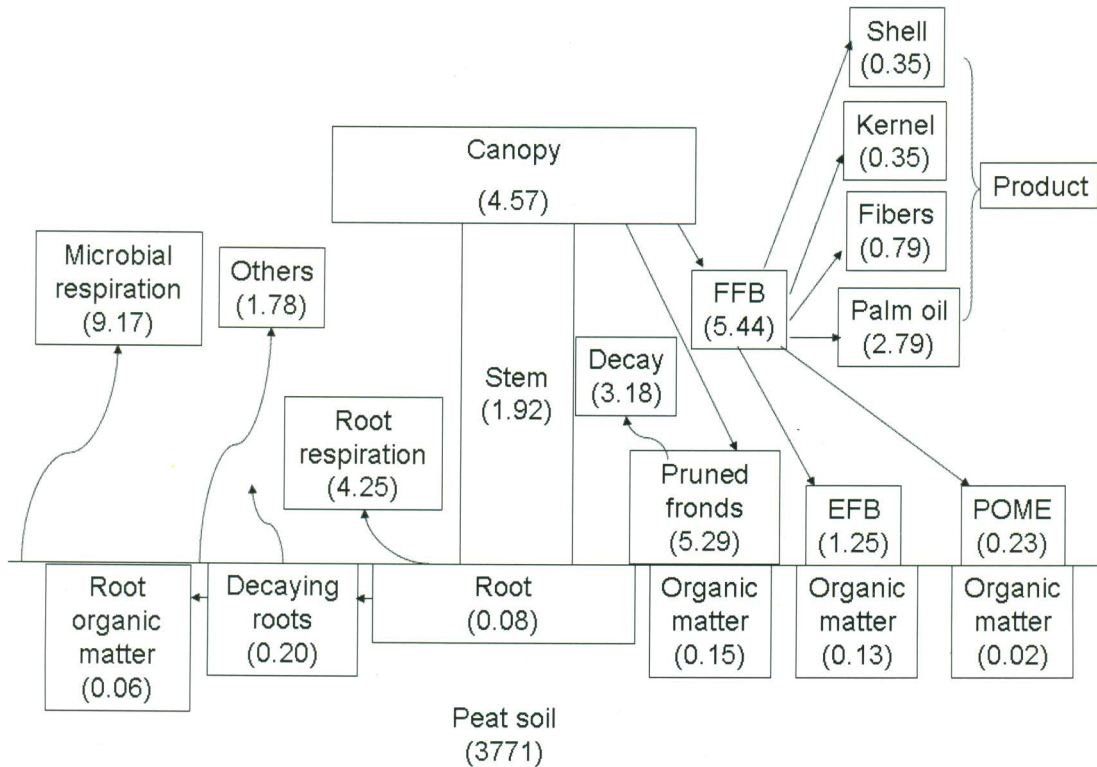 Shell
(0.35)
Kernel
(0.35)
Product
Fibers
(0.79)
Palm oil
(2.79)
Canopy
(4.57)
FFB
(5.44)
Microbial
respiration
(9.17)
Others
(1.78)
Stem
(1.92)
Decay
(3.18)
Root
respiration
(4.25)
Pruned
fronds
(5.29)
EFB
(1.25)
POME
(0.23)
Root
organic
matter
(0.06)
Decaying
roots
(0.20)
Root
(0.08)
Organic
matter
(0.15)
Organic
matter
(0.13)
Organic
matter
(0.02)
Peat soil
(3771)